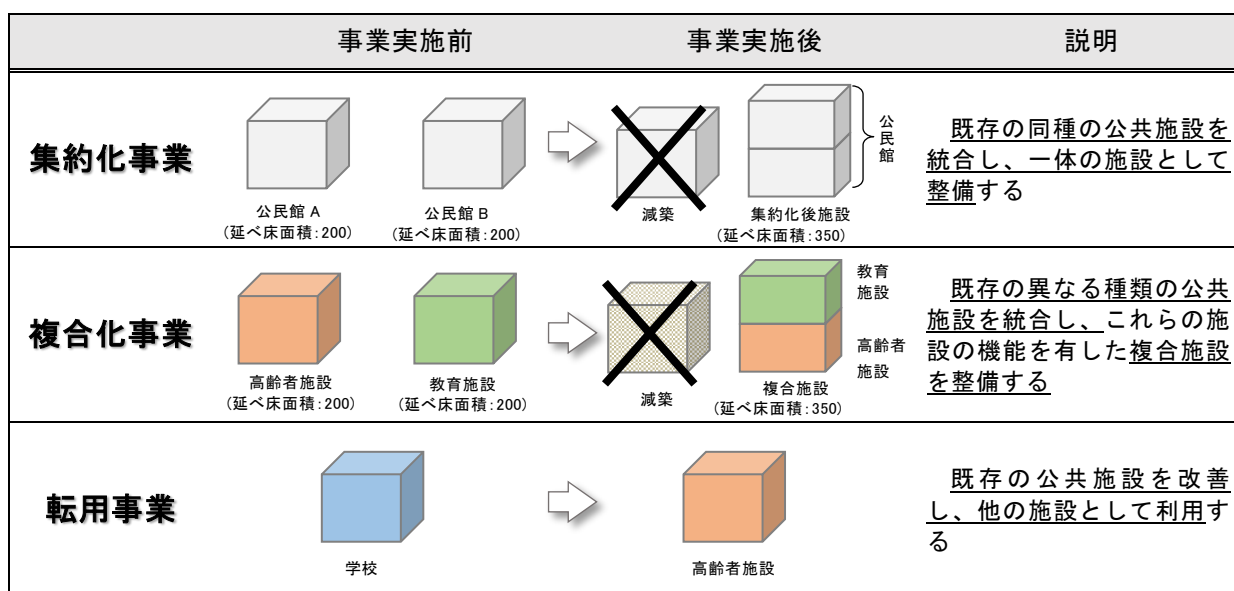 事業実施前
事業実施後
説明
集約化事業
公民館 A
(延べ床面積:200)
公民館 B
(延べ床面積:200)
減築
集約化後施設
(延べ床面積:350)
公民館
既存の同種の公共施設を
統合し、一体の施設として
整備する
複合化事業
高齢者施設
(延べ床面積:200)
教育施設
(延べ床面積:200)
減築
複合施設
(延べ床面積:350)
教育
施設
高齢者
施設
既存の異なる種類の公共
施設を統合し、これらの施
設の機能を有した複合施設
を整備する
転用事業
学校
高齢者施設
既存の公共施設を改善
し、他の施設として利用す
る